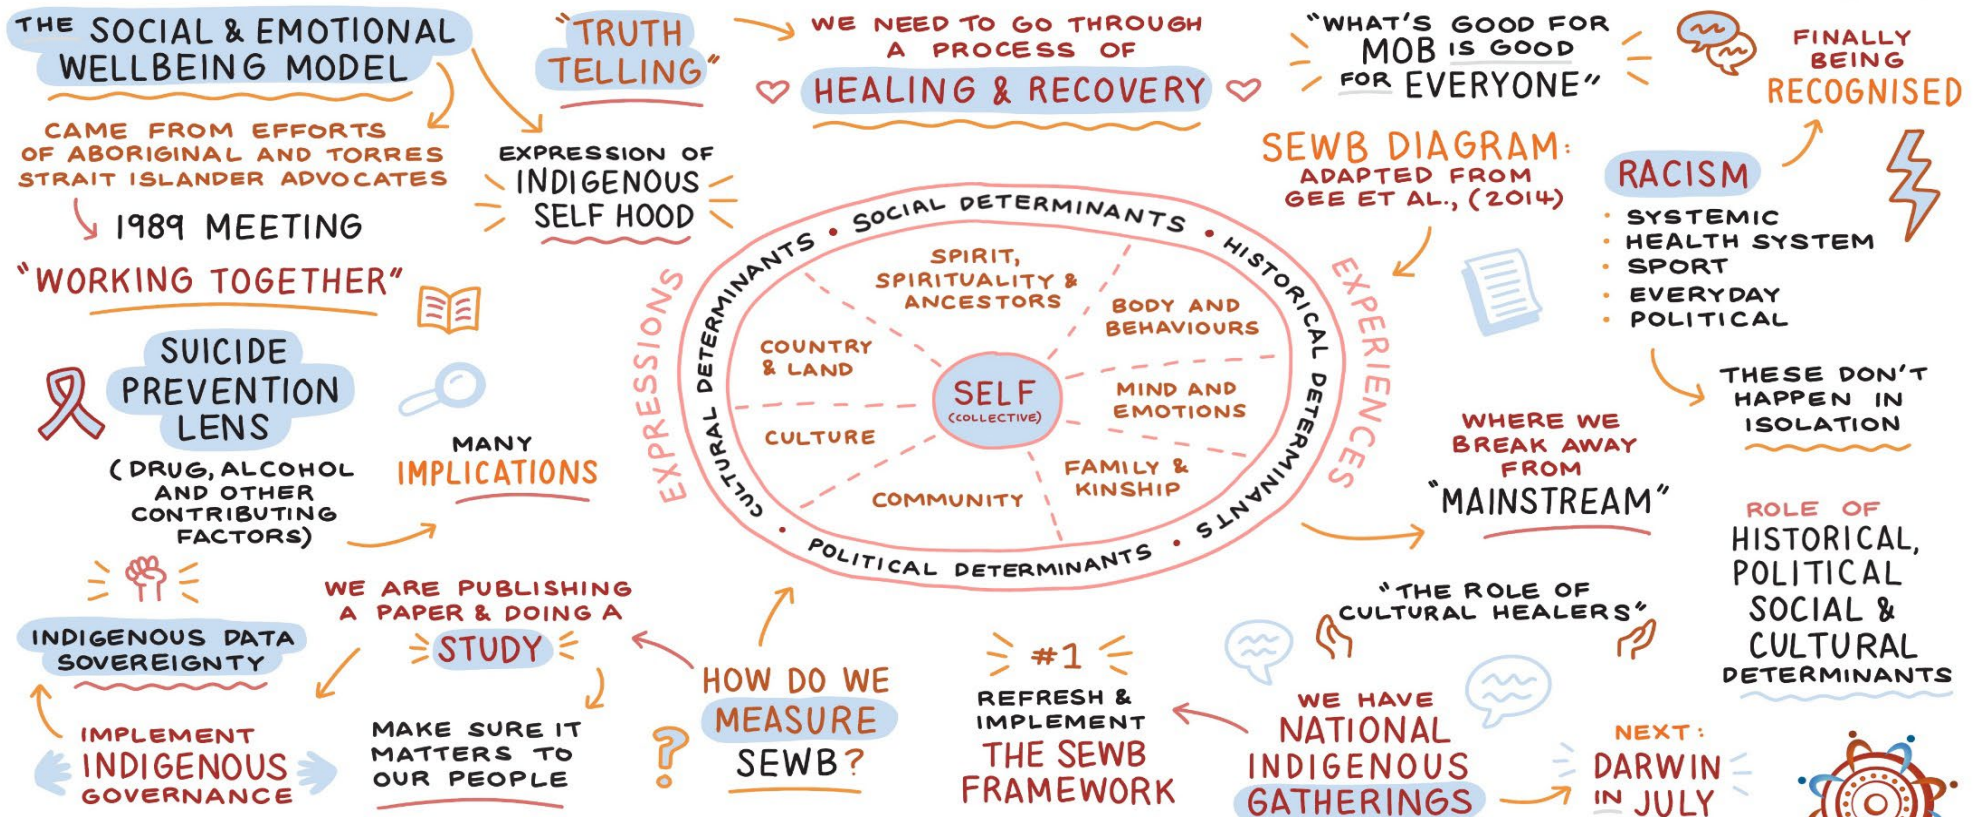 THE SOCIAL & EMOTIONAL
WELLBEING MODEL
CAME FROM EFFORTS
OF ABORIGINAL AND TORRES
STRAIT ISLANDER ADVOCATES
1989 MEETING
"WORKING TOGETHER"
EXPRESSION OF
INDIGENOUS
SELF HOOD
"TRUTH
TELLING"
WE NEED TO GO THROUGH
A PROCESS OF
HEALING & RECOVERY
"WHAT'S GOOD FOR
MOB IS GOOD
FOR EVERYONE"
FINALLY
BEING
RECOGNISED
SEWB DIAGRAM:
ADAPTED FROM
GEE ET AL., (2014)
RACISM
• SYSTEMIC
• HEALTH SYSTEM
• SPORT
• EVERYDAY
• POLITICAL
THESE DON'T
HAPPEN IN
ISOLATION
SUICIDE
PREVENTION
LENS
(DRUG, ALCOHOL
AND OTHER
CONTRIBUTING
FACTORS)
MANY
IMPLICATIONS
EXPRESSIONS
EXPERIENCES
CULTURAL DETERMINANTS • SOCIAL DETERMINANTS • HISTORICAL DETERMINANTS • POLITICAL DETERMINANTS •
SPIRIT,
SPIRITUALITY &
ANCESTORS
BODY AND
BEHAVIOURS
MIND AND
EMOTIONS
FAMILY &
KINSHIP
COMMUNITY
CULTURE
COUNTRY
& LAND
SELF
(COLLECTIVE)
WHERE WE
BREAK AWAY
FROM
"MAINSTREAM"
ROLE OF
HISTORICAL,
POLITICAL
SOCIAL &
CULTURAL
DETERMINANTS
INDIGENOUS DATA
SOVEREIGNTY
IMPLEMENT
INDIGENOUS
GOVERNANCE
WE ARE PUBLISHING
A PAPER & DOING A
STUDY
MAKE SURE IT
MATTERS TO
OUR PEOPLE
HOW DO WE
MEASURE
SEWB?
?
#1
REFRESH &
IMPLEMENT
THE SEWB
FRAMEWORK
"THE ROLE OF
CULTURAL HEALERS"
WE HAVE
NATIONAL
INDIGENOUS
GATHERINGS
NEXT:
DARWIN
IN JULY